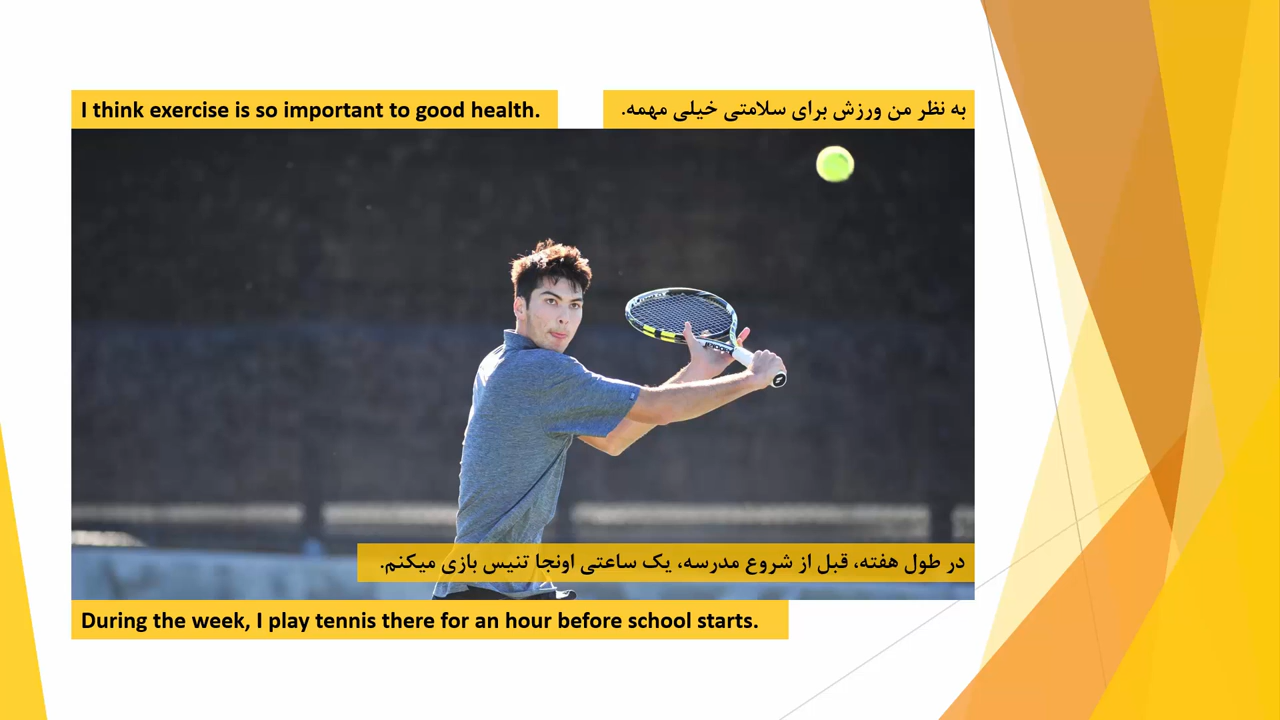 I think exercise is so important to good health.
به نظر من ورزش برای سلامتی خیلی مهمه.
در طول هفته، قبل از شروع مدرسه، یک ساعتی اونجا تنیس بازی میکنم.
During the week, I play tennis there for an hour before school starts.